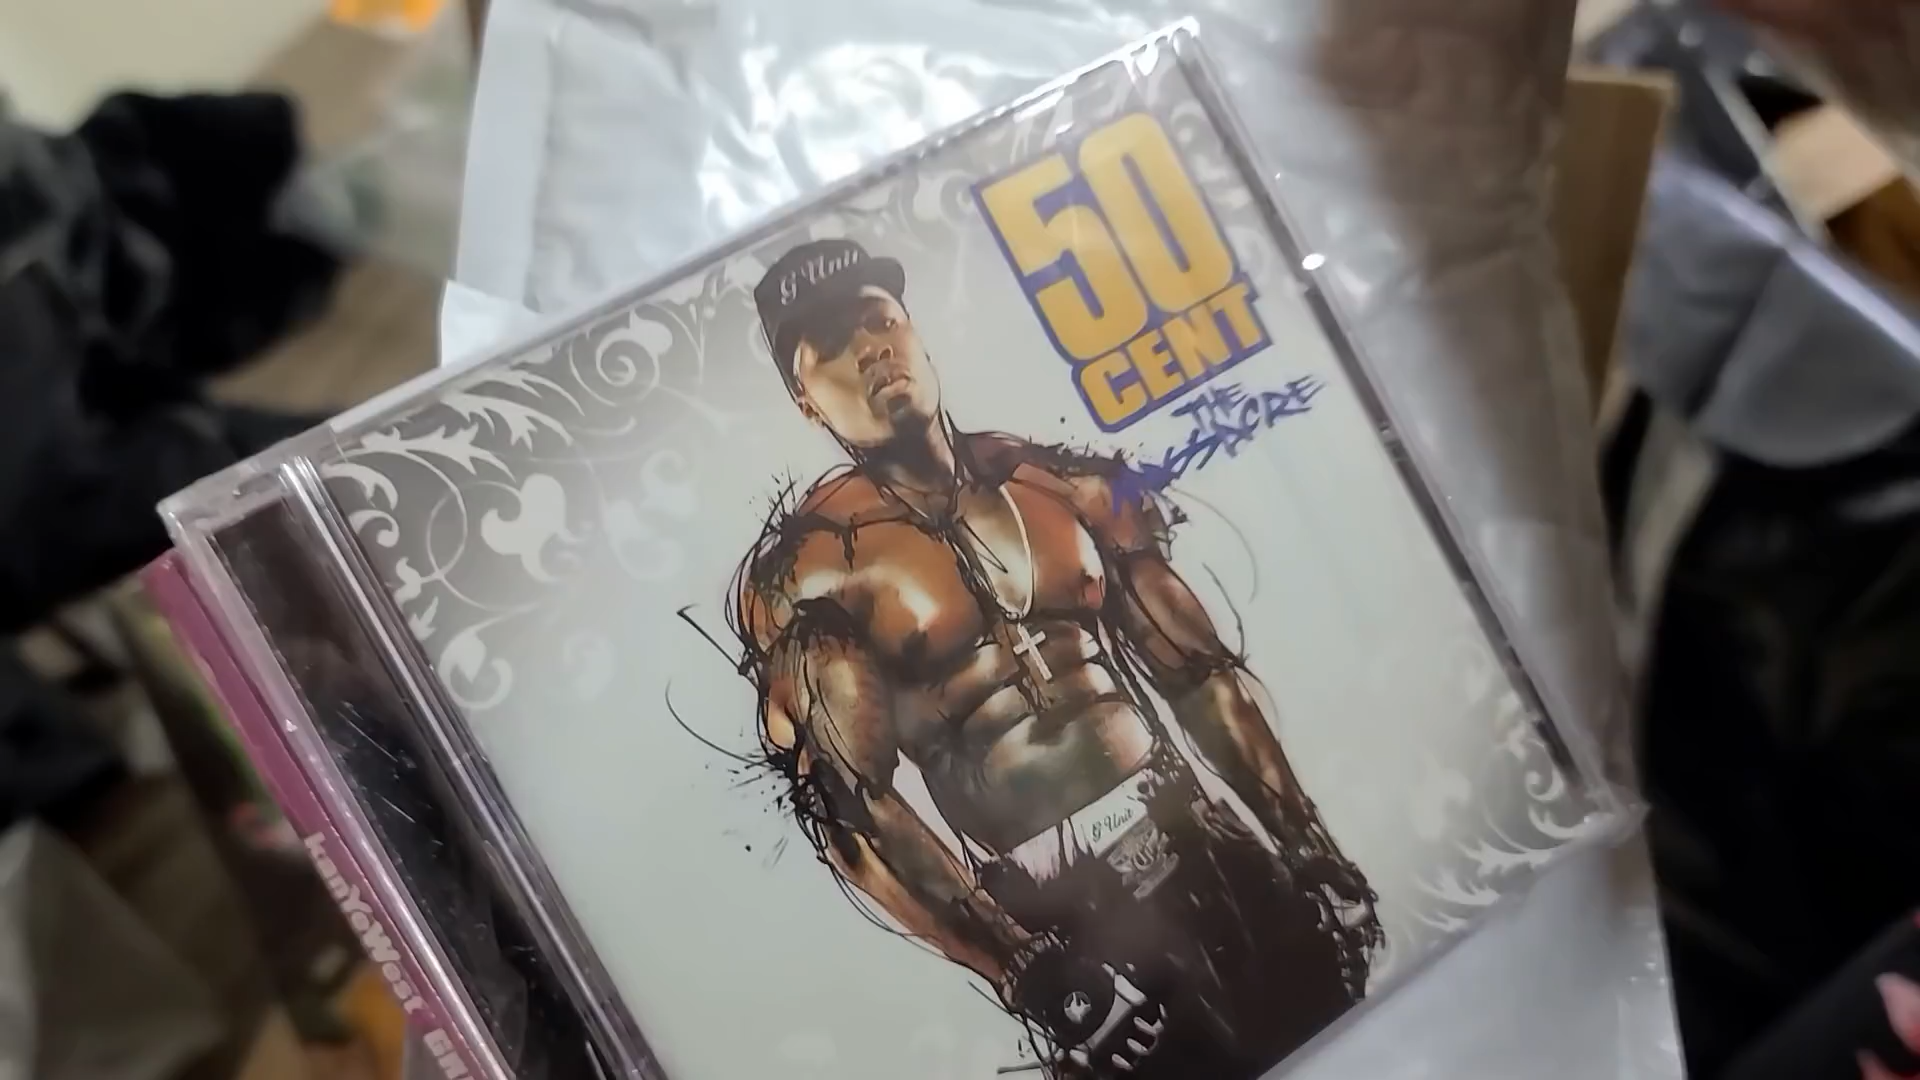 50
CENT
THE
MASSACRE
G Unit
G Unit
kanYeWest